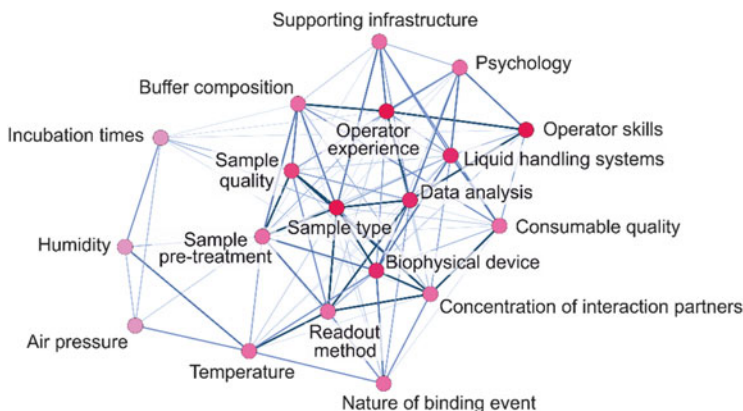 Supporting infrastructure
Psychology
Buffer composition
Incubation times
Operator
experience
Operator skills
Sample
quality
Liquid handling systems
Data analysis
Sample type
Consumable quality
Humidity
Sample
pre-treatment
Biophysical device
Concentration of interaction partners
Air pressure
Readout
method
Temperature
Nature of binding event